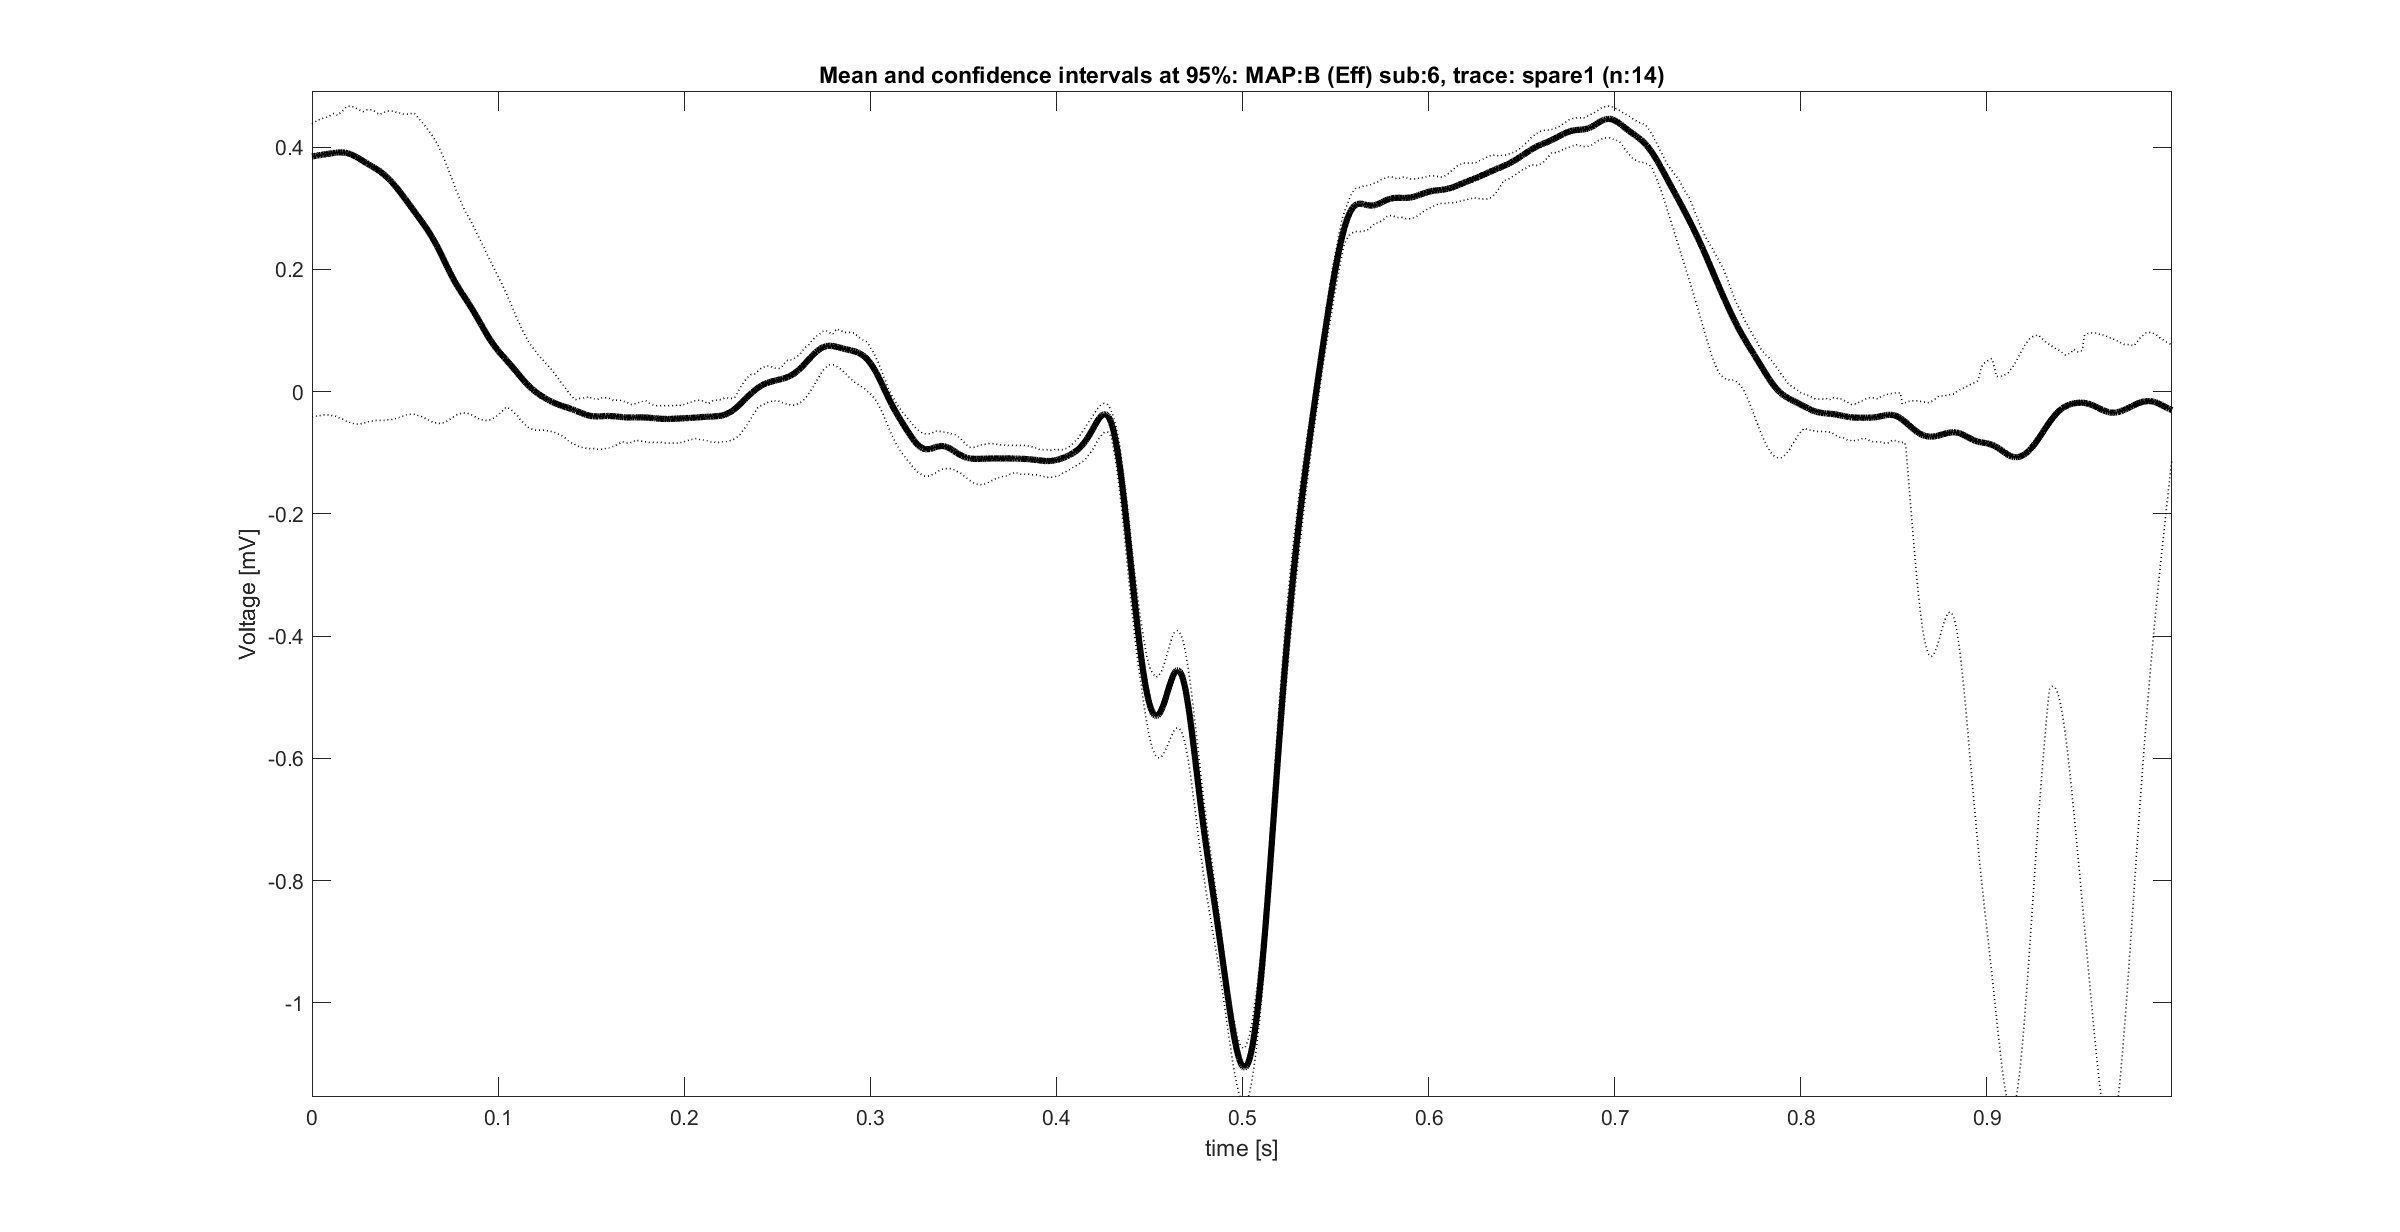 Mean and confidence intervals at 95%: MAP:B (Eff) sub:6, trace: spare1 (n:14)
0.4
0.2
0
-0.2
-0.4
-0.6
-0.8
-1
Voltage [mV]
0 0.1 0.2 0.3 0.4 0.5 0.6 0.7 0.8 0.9
time [s]